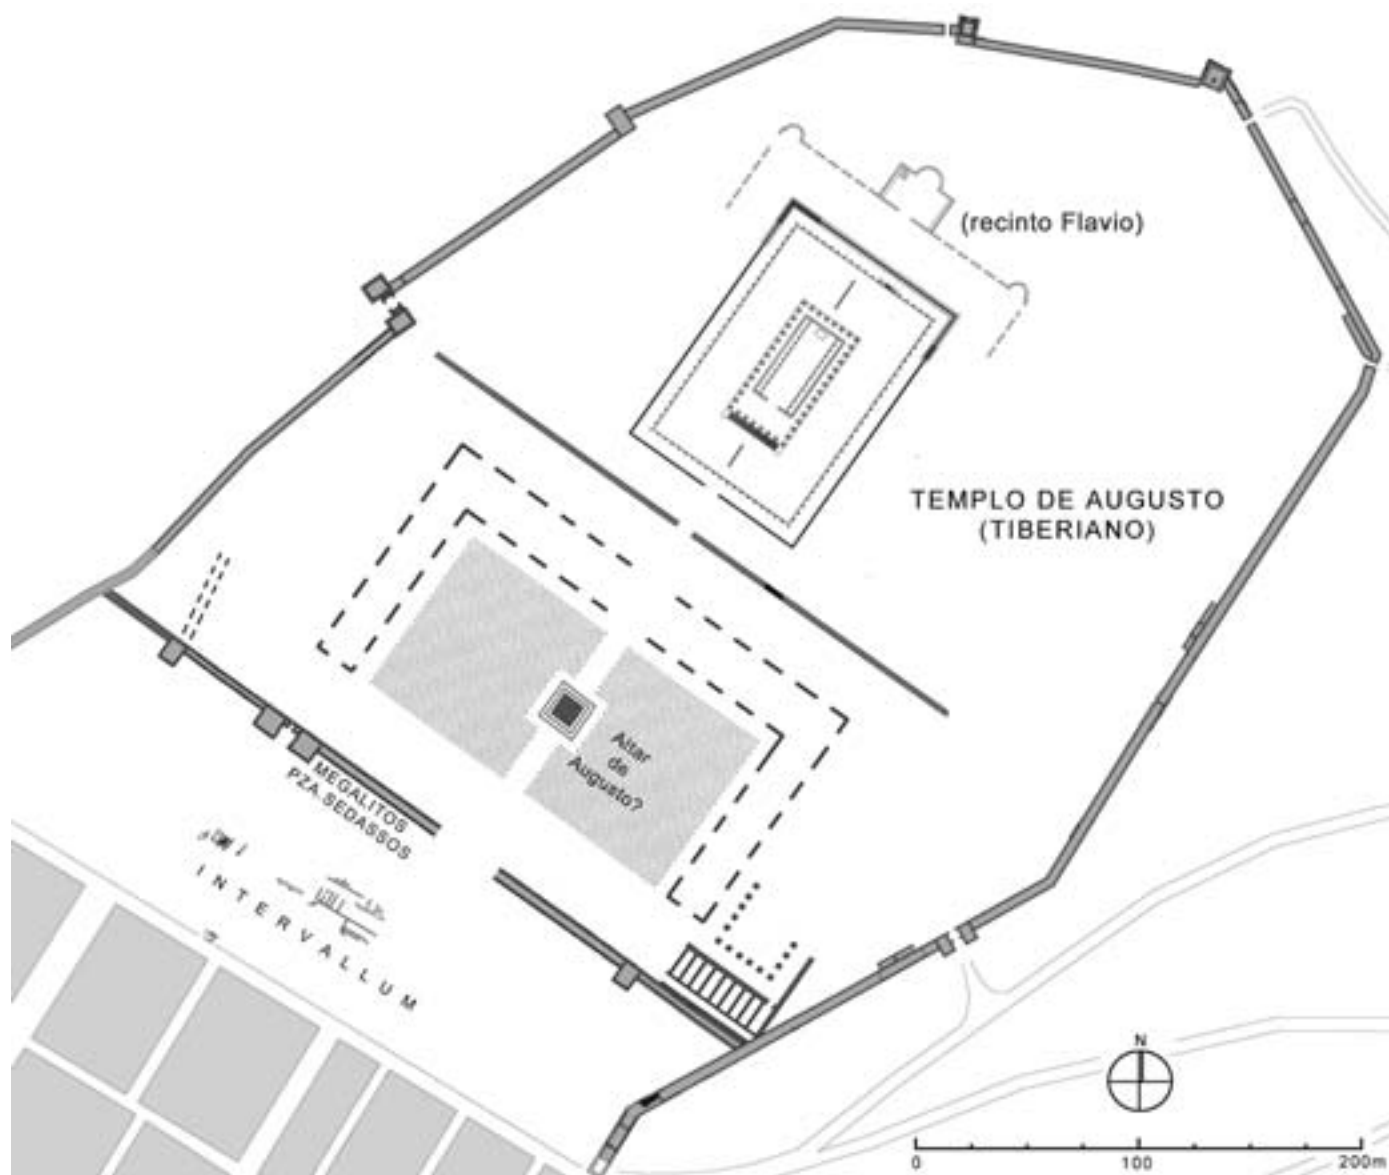 (recinto Flavio)
TEMPLO DE AUGUSTO
(TIBERIANO)
Altar
de
Augusto?
MEGALITOS
PZA.SEDASSOS
INTERVALLUM
N
0 100 200m